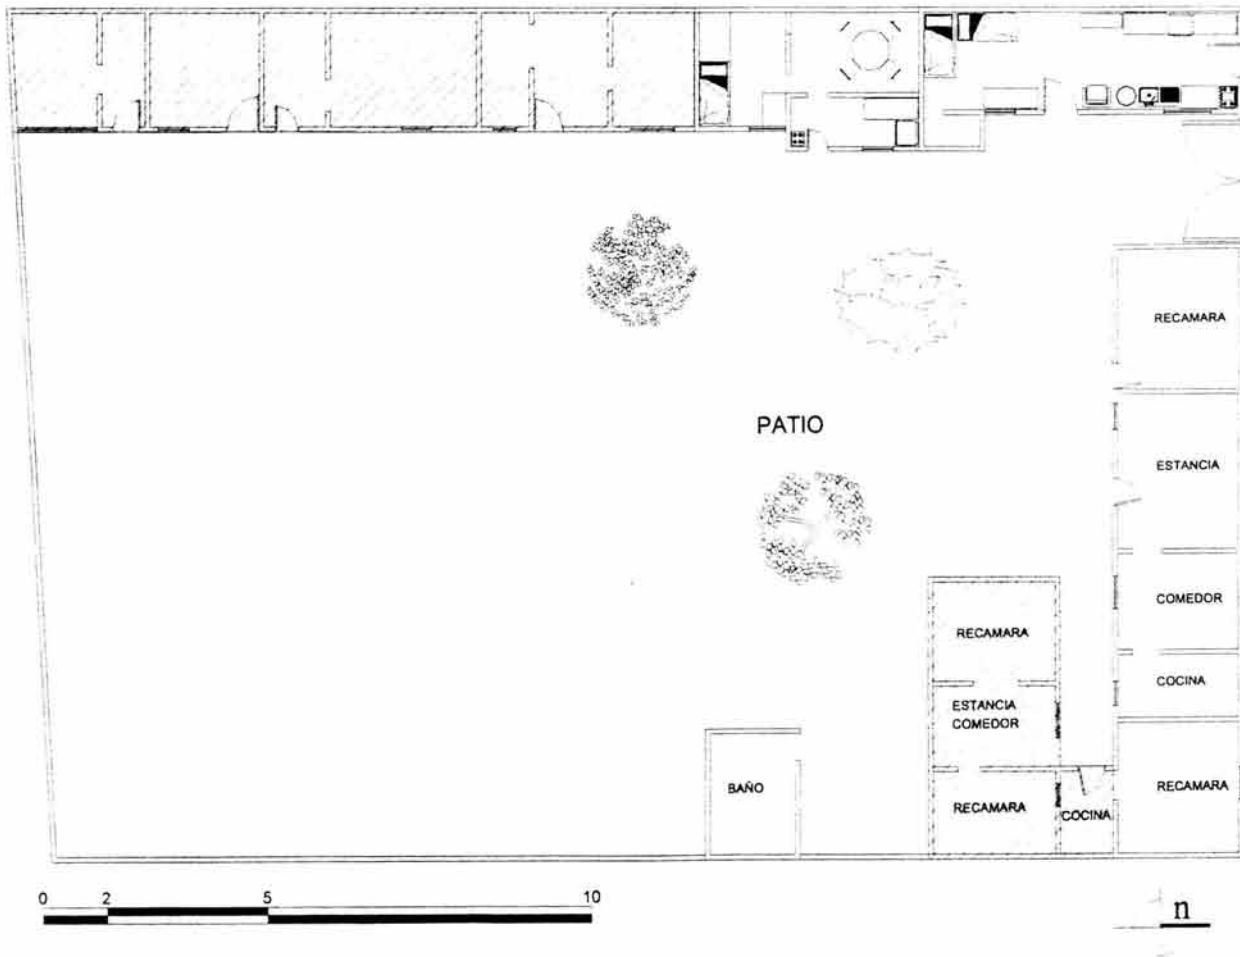 RECAMARA
PATIO
ESTANCIA
COMEDOR
RECAMARA
COCINA
ESTANCIA
COMEDOR
BAÑO
RECAMARA
COCINA
RECAMARA
0 2 5 10
n